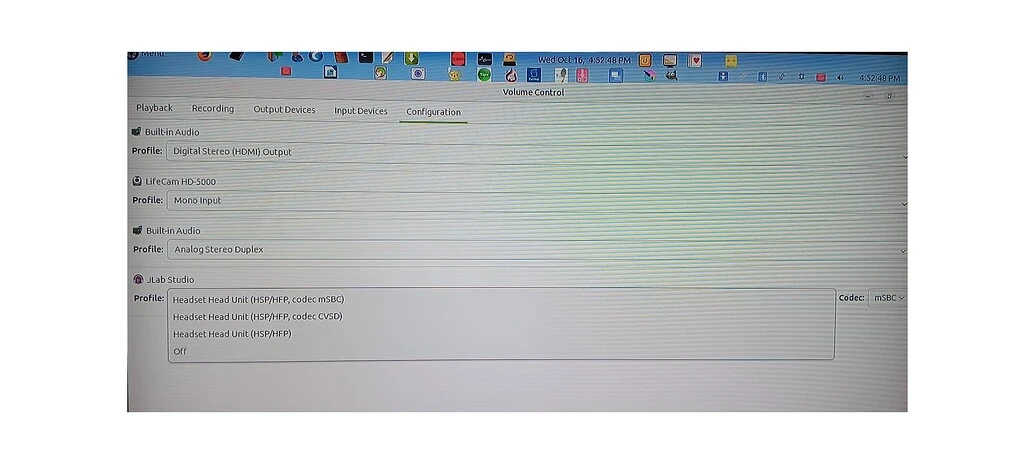 Menu
Wed Oct 16, 4:52:48 PM
4:52:48 PM
Volume Control
Playback Recording Output Devices Input Devices Configuration
Built-in Audio
Profile: Digital Stereo (HDMI) Output
LifeCam HD-5000
Profile: Mono Input
Built-in Audio
Profile: Analog Stereo Duplex
JLab Studio
Profile: Headset Head Unit (HSP/HFP, codec mSBC) Codec: mSBC
Headset Head Unit (HSP/HFP, codec CVSD)
Headset Head Unit (HSP/HFP)
Off